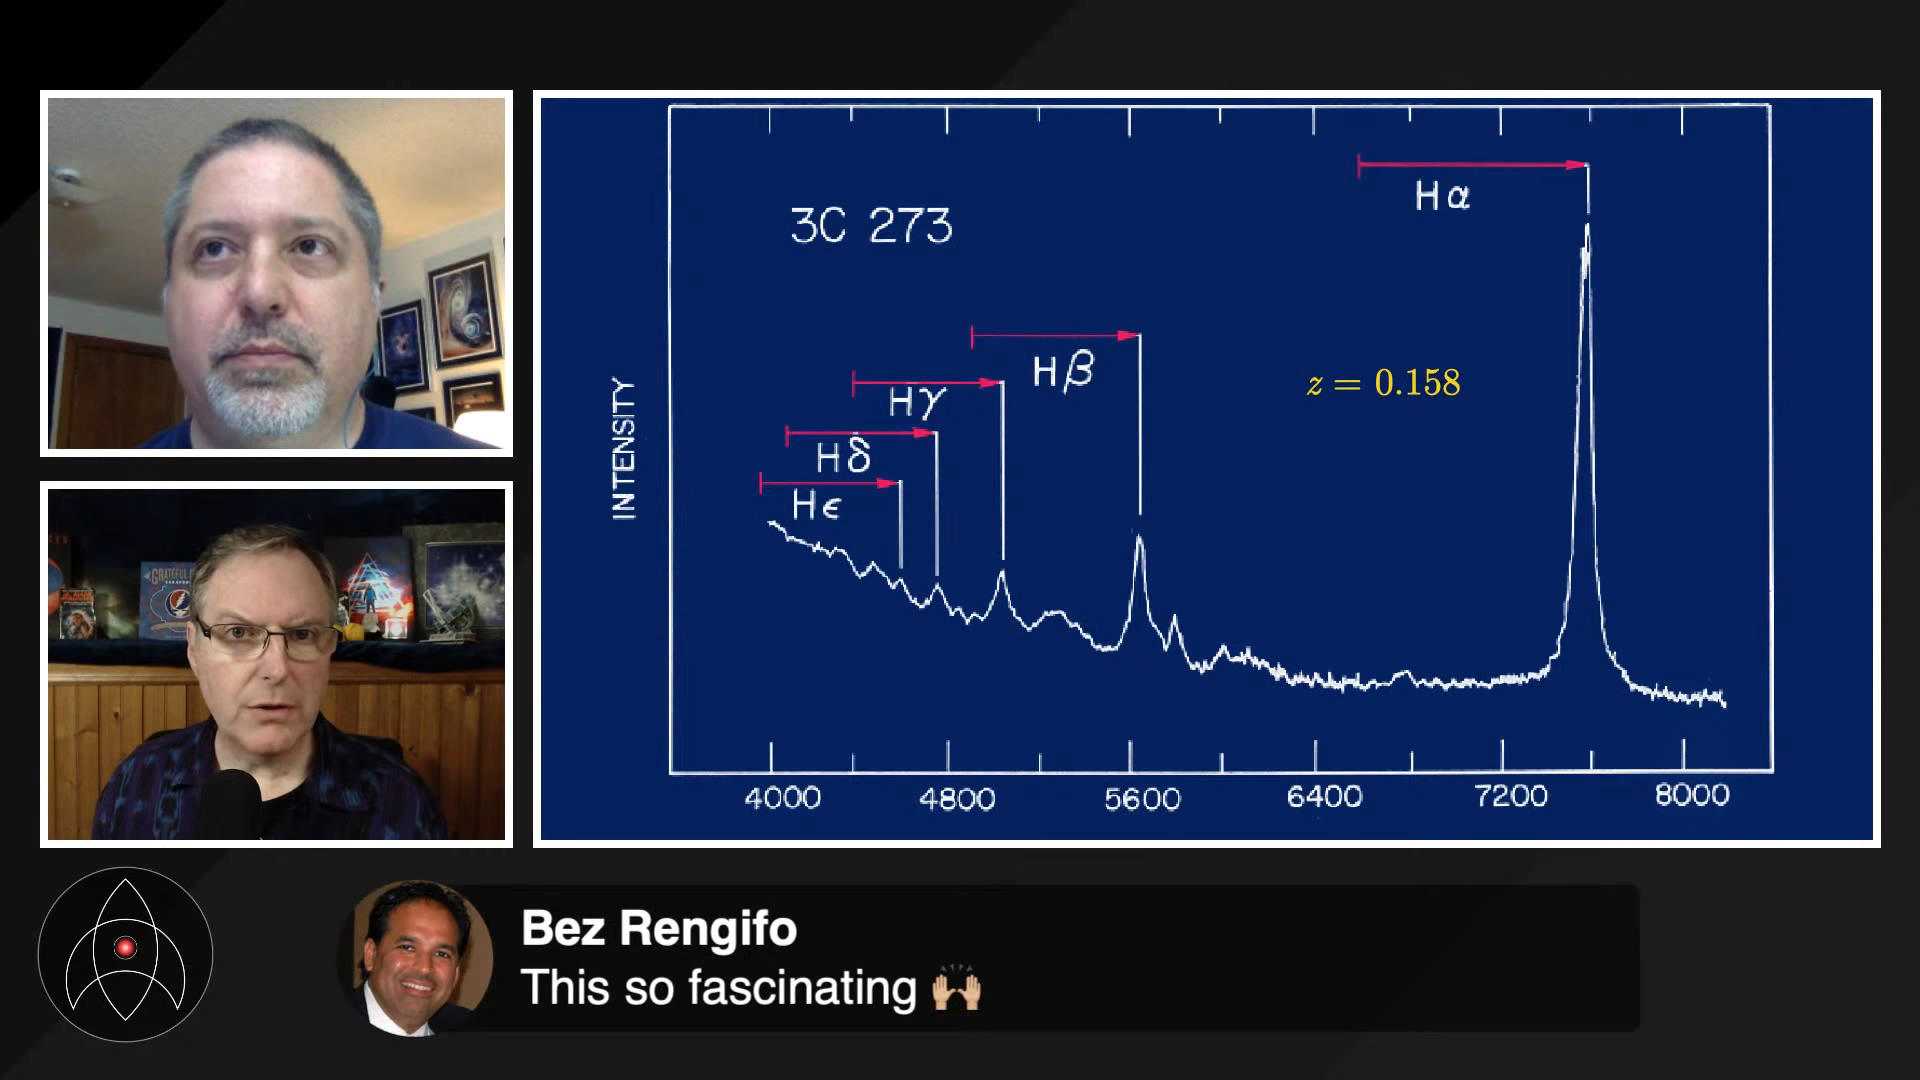 3C 273
Hα
Hβ
z = 0.158
Hγ
Hδ
Hϵ
INTENSITY
4000 4800 5600 6400 7200 8000
GRATEFUL
Bez Rengifo
This so fascinating 🙌🏼